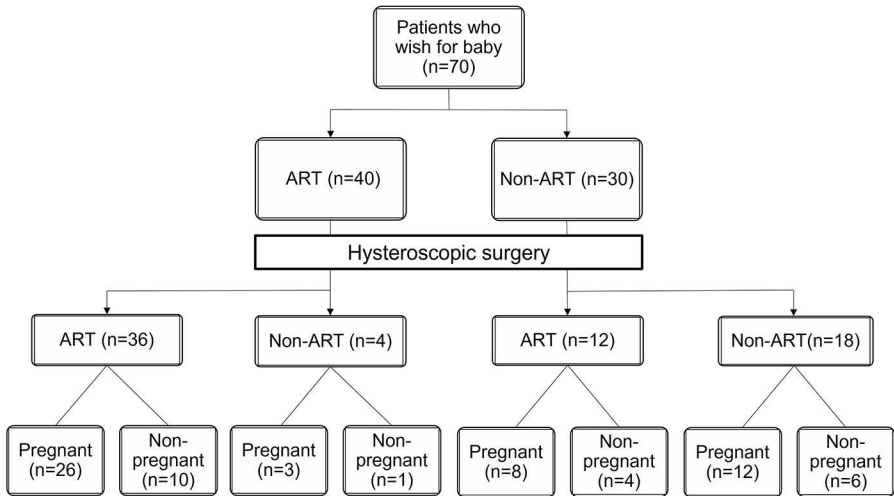 Patients who
wish for baby
(n=70)
ART (n=40)
Non-ART (n=30)
Hysteroscopic surgery
ART (n=36)
Non-ART (n=4)
ART (n=12)
Non-ART(n=18)
Pregnant
(n=26)
Non-
pregnant
(n=10)
Pregnant
(n=3)
Non-
pregnant
(n=1)
Pregnant
(n=8)
Non-
pregnant
(n=4)
Pregnant
(n=12)
Non-
pregnant
(n=6)